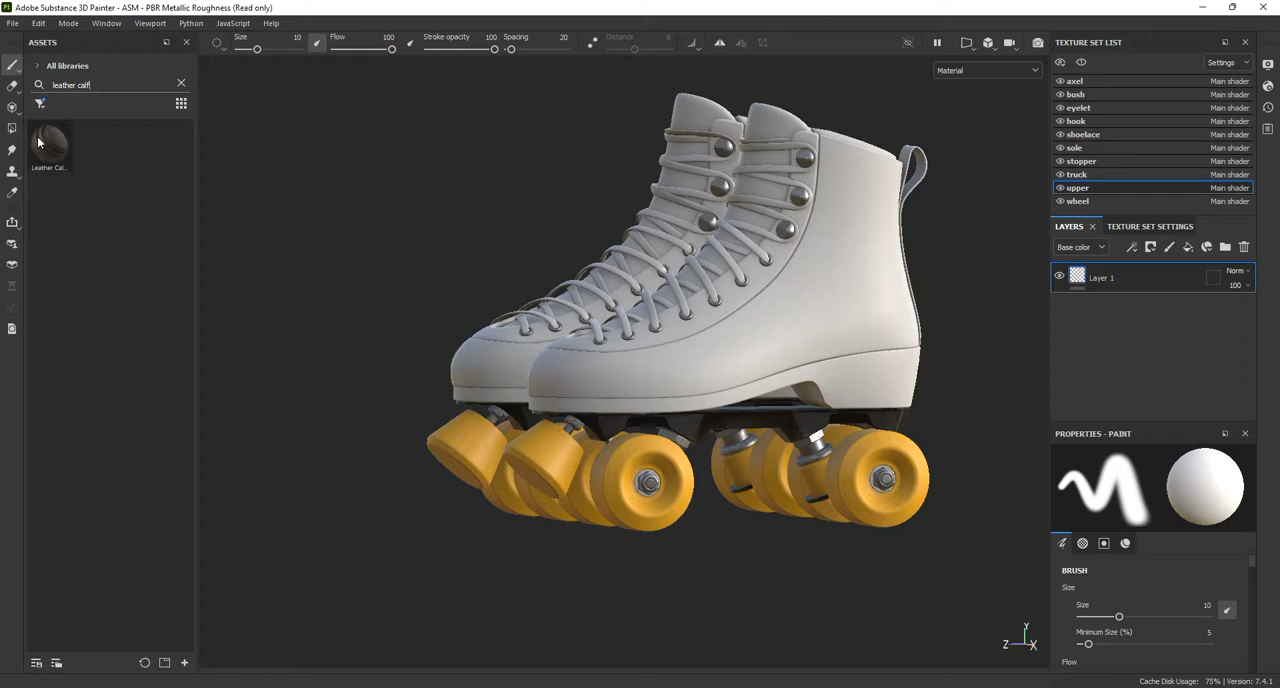 Adobe Substance 3D Painter - ASM - PBR Metallic Roughness (Read only)
File Edit Mode Window Viewport Python JavaScript Help
ASSETS
Size 10 Flow 100 Stroke opacity 100 Spacing 20 Distance 8
All libraries
leather calf
Leather Cal...
Material
TEXTURE SET LIST
Settings
axel Main shader
bush Main shader
eyelet Main shader
hook Main shader
shoelace Main shader
sole Main shader
stopper Main shader
truck Main shader
upper Main shader
wheel Main shader
LAYERS TEXTURE SET SETTINGS
Base color
Layer 1 Norm
100
PROPERTIES - PAINT
BRUSH
Size
Size 10
Minimum Size (%) 5
Flow
Y
Z X
Cache Disk Usage: 75% | Version: 7.4.1